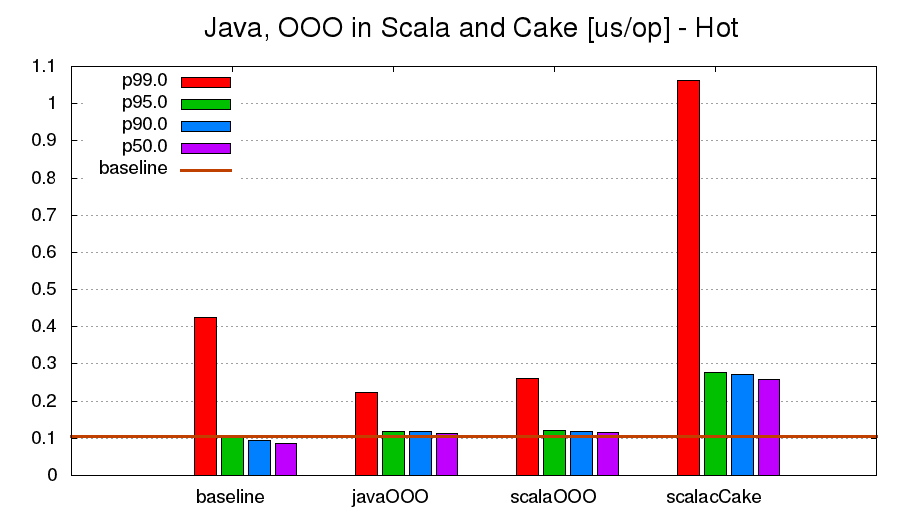 Java, OOO in Scala and Cake [us/op] - Hot
1.1
1
0.9
0.8
0.7
0.6
0.5
0.4
0.3
0.2
0.1
0
p99.0
p95.0
p90.0
p50.0
baseline
baseline javaOOO scalaOOO scalacCake